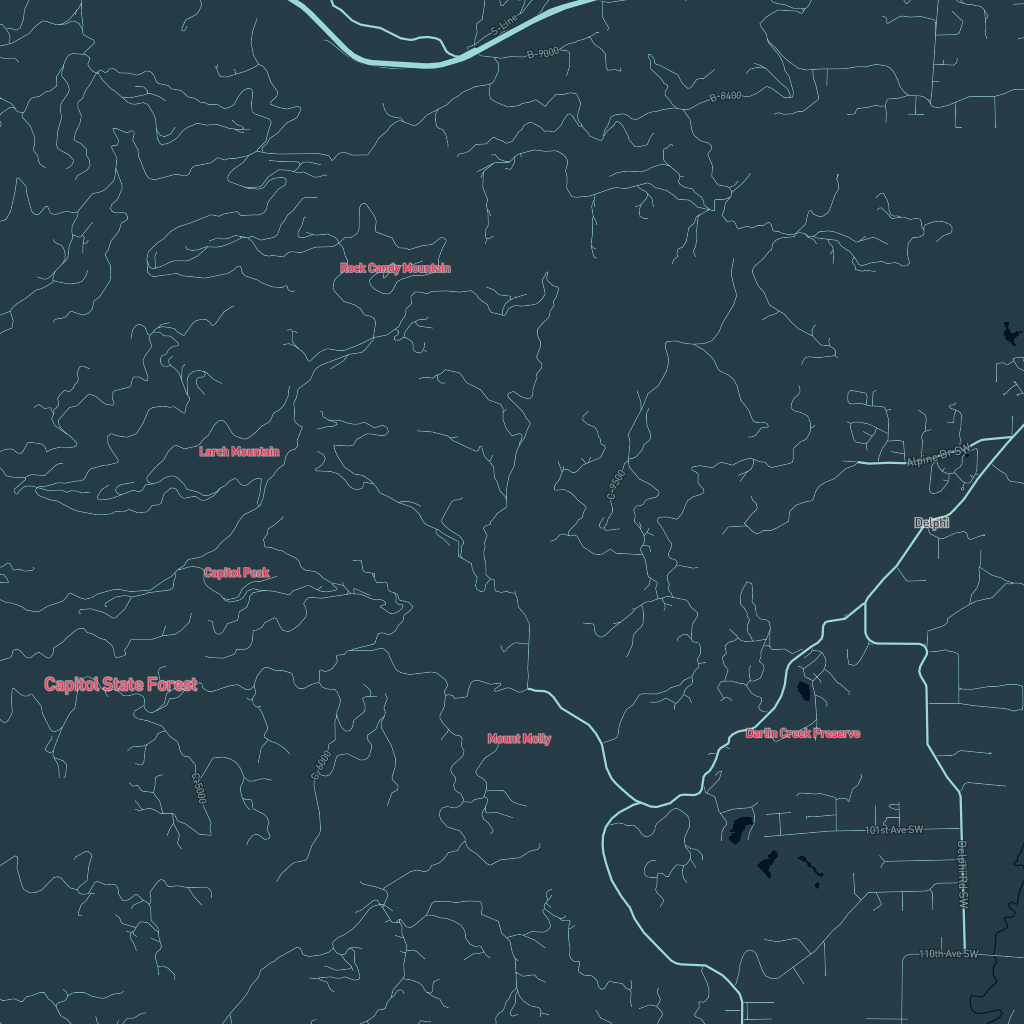 S-Line
B-9000
B-8400
Rock Candy Mountain
Larch Mountain
Alpine Dr SW
C-9500
Delphi
Capitol Peak
Capitol State Forest
Mount Molly
Darlin Creek Preserve
C-6000
C-5000
101st Ave SW
Delphi Rd SW
110th Ave SW